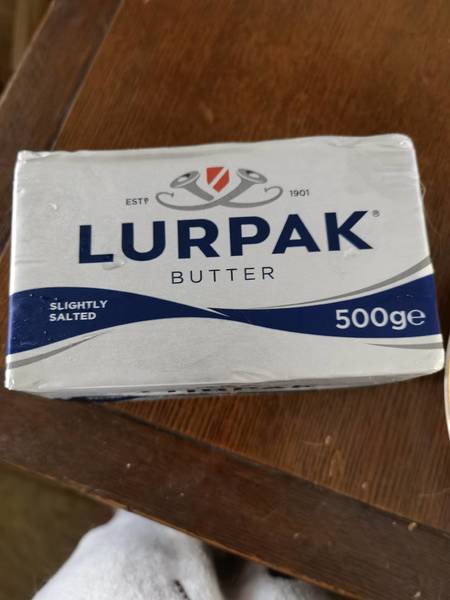 ESTD 1901
LURPAK®
BUTTER
SLIGHTLY
SALTED
500g℮